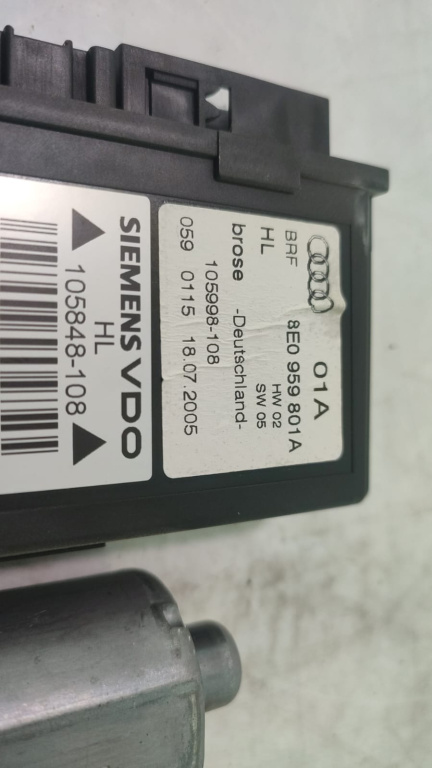 01A
BRF 8E0 959 801A
HL HW 02
SW 05
brose -Deutschland-
105998-108
059 0115 18.07.2005
SIEMENS VDO
HL
105848-108